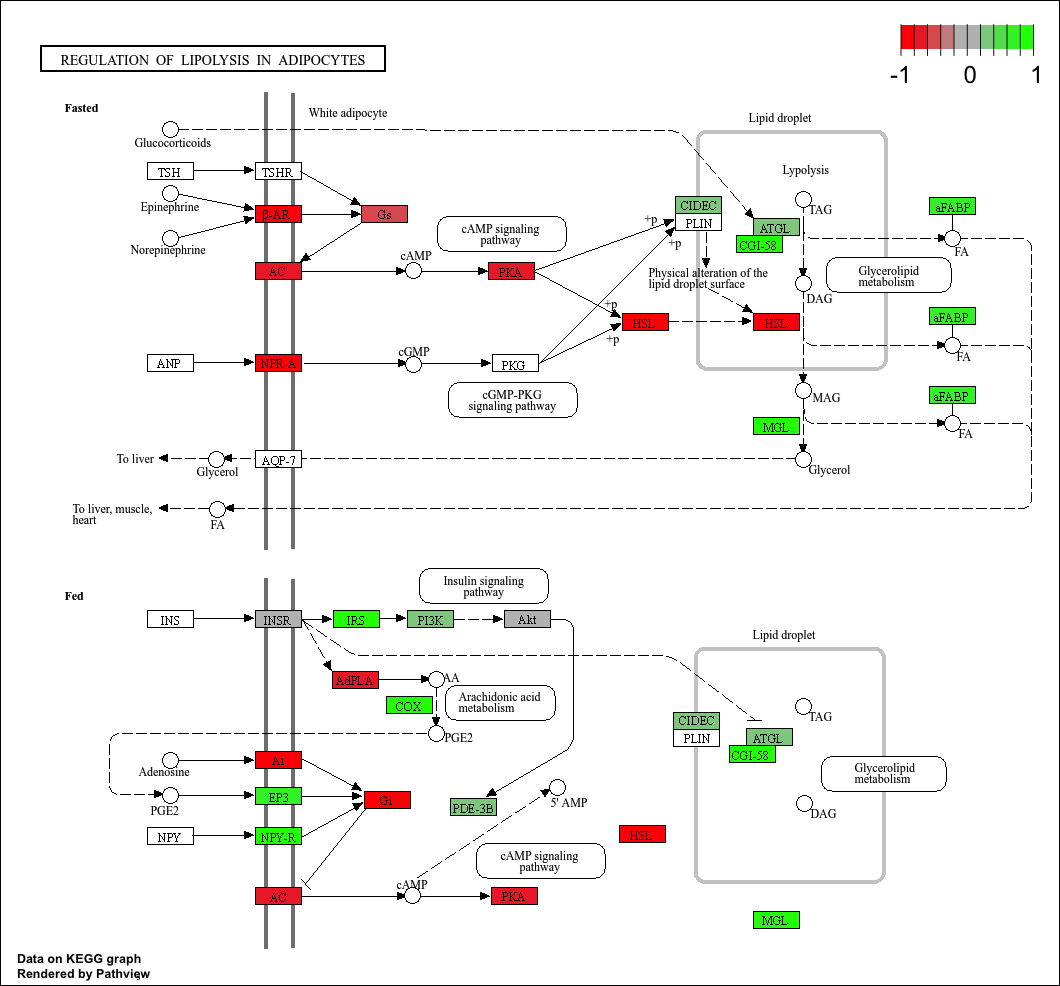 REGULATION OF LIPOLYSIS IN ADIPOCYTES
-1 0 1
Fasted
White adipocyte
Lipid droplet
Glucocorticoids
TSH
TSHR
Lypolysis
Epinephrine
β-AR
Gs
CIDEC
TAG
aFABP
+p
PLIN
ATGL
Norepinephrine
cAMP signaling
pathway
+p
CGI-58
FA
AC
cAMP
PKA
Physical alteration of the
lipid droplet surface
Glycerolipid
metabolism
DAG
+p
HSL
HSL
aFABP
+p
ANP
NPR-A
cGMP
PKG
FA
cGMP-PKG
signaling pathway
MAG
aFABP
MGL
FA
To liver
Glycerol
AQP-7
Glycerol
To liver, muscle,
heart
FA
Fed
Insulin signaling
pathway
INS
INSR
IRS
PI3K
Akt
Lipid droplet
AdPLA
AA
COX
Arachidonic acid
metabolism
TAG
CIDEC
PLIN
ATGL
CGI-58
PGE2
Adenosine
A1
Glycerolipid
metabolism
PGE2
EP3
Gi
PDE-3B
5' AMP
DAG
NPY
NPY-R
HSL
cAMP signaling
pathway
AC
cAMP
PKA
MGL
Data on KEGG graph
Rendered by Pathview